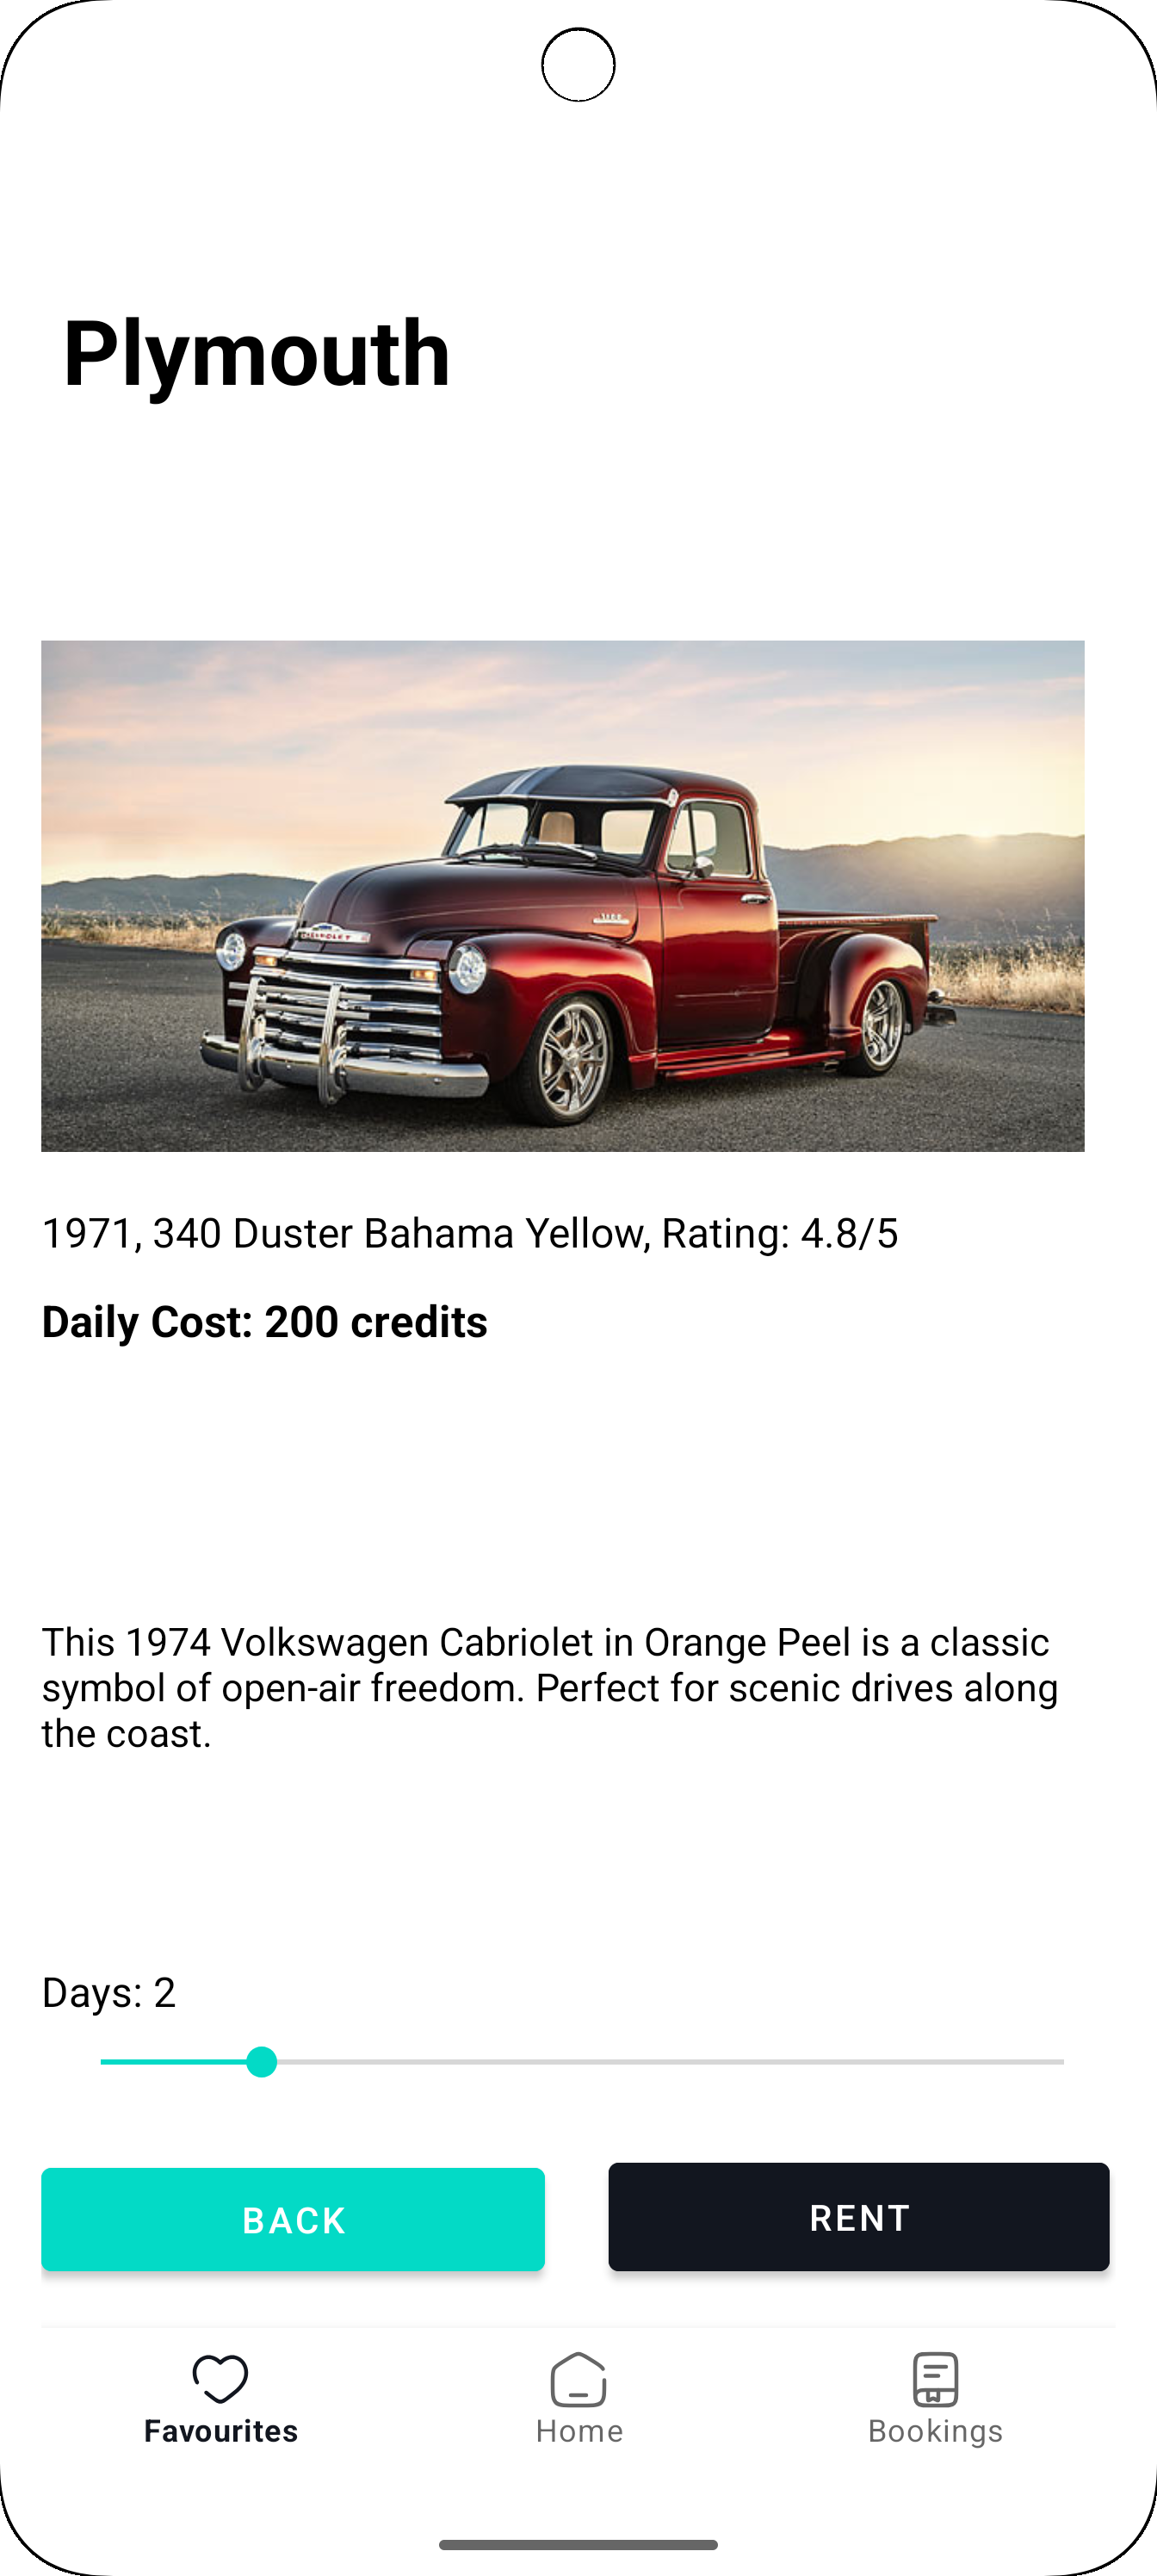 Plymouth
CHEVROLET
1971, 340 Duster Bahama Yellow, Rating: 4.8/5
Daily Cost: 200 credits
This 1974 Volkswagen Cabriolet in Orange Peel is a classic
symbol of open-air freedom. Perfect for scenic drives along
the coast.
Days: 2
BACK
RENT
Favourites
Home
Bookings